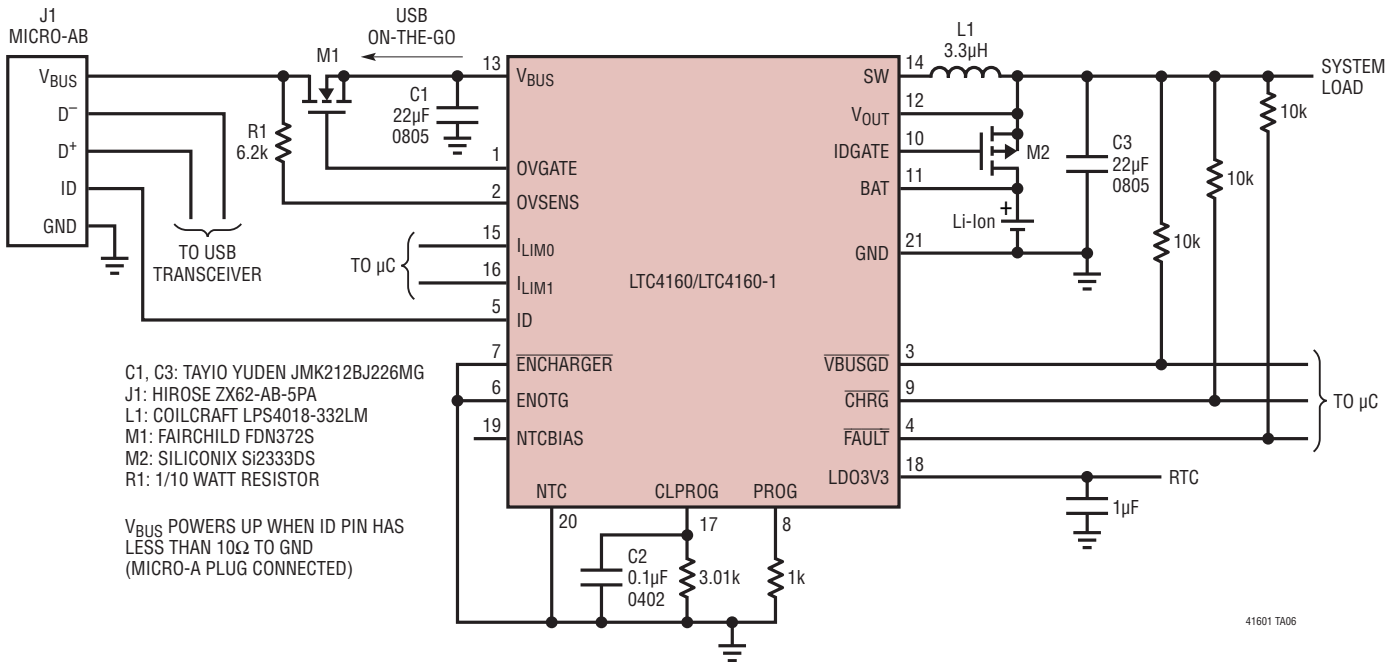 J1
MICRO-AB
VBUS
D–
D+
ID
GND
TO USB
TRANSCEIVER
R1
6.2k
M1
USB
ON-THE-GO
C1
22µF
0805
13
VBUS
1
OVGATE
2
OVSENS
TO µC
15
ILIM0
16
ILIM1
5
ID
7
ENCHARGER
6
ENOTG
19
NTCBIAS
LTC4160/LTC4160-1
NTC
20
CLPROG
17
PROG
8
C2
0.1µF
0402
3.01k
1k
SW
14
L1
3.3µH
VOUT
12
IDGATE
10
M2
BAT
11
Li-Ion
+
GND
21
C3
22µF
0805
10k
10k
10k
SYSTEM
LOAD
VBUSGD
3
CHRG
9
FAULT
4
TO µC
LDO3V3
18
RTC
1µF
C1, C3: TAYIO YUDEN JMK212BJ226MG
J1: HIROSE ZX62-AB-5PA
L1: COILCRAFT LPS4018-332LM
M1: FAIRCHILD FDN372S
M2: SILICONIX Si2333DS
R1: 1/10 WATT RESISTOR
VBUS POWERS UP WHEN ID PIN HAS
LESS THAN 10Ω TO GND
(MICRO-A PLUG CONNECTED)
41601 TA06